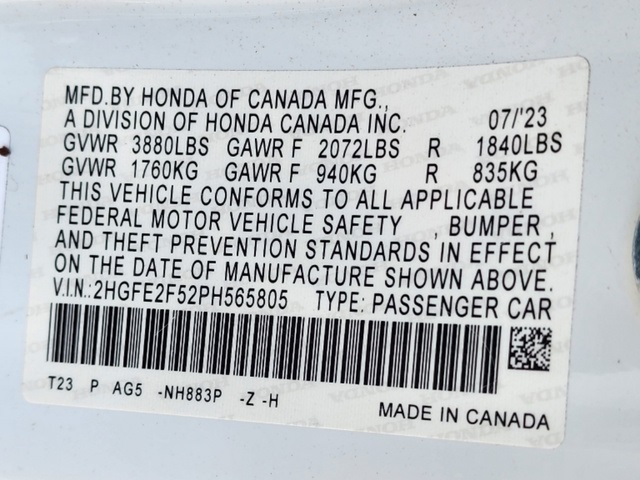 MFD.BY HONDA OF CANADA MFG.,
A DIVISION OF HONDA CANADA INC. 07/'23
GVWR 3880LBS GAWR F 2072LBS R 1840LBS
GVWR 1760KG GAWR F 940KG R 835KG
THIS VEHICLE CONFORMS TO ALL APPLICABLE
FEDERAL MOTOR VEHICLE SAFETY , BUMPER ,
AND THEFT PREVENTION STANDARDS IN EFFECT
ON THE DATE OF MANUFACTURE SHOWN ABOVE.
V.I.N.:2HGFE2F52PH565805 TYPE: PASSENGER CAR
T23 P AG5 -NH883P -Z -H
MADE IN CANADA